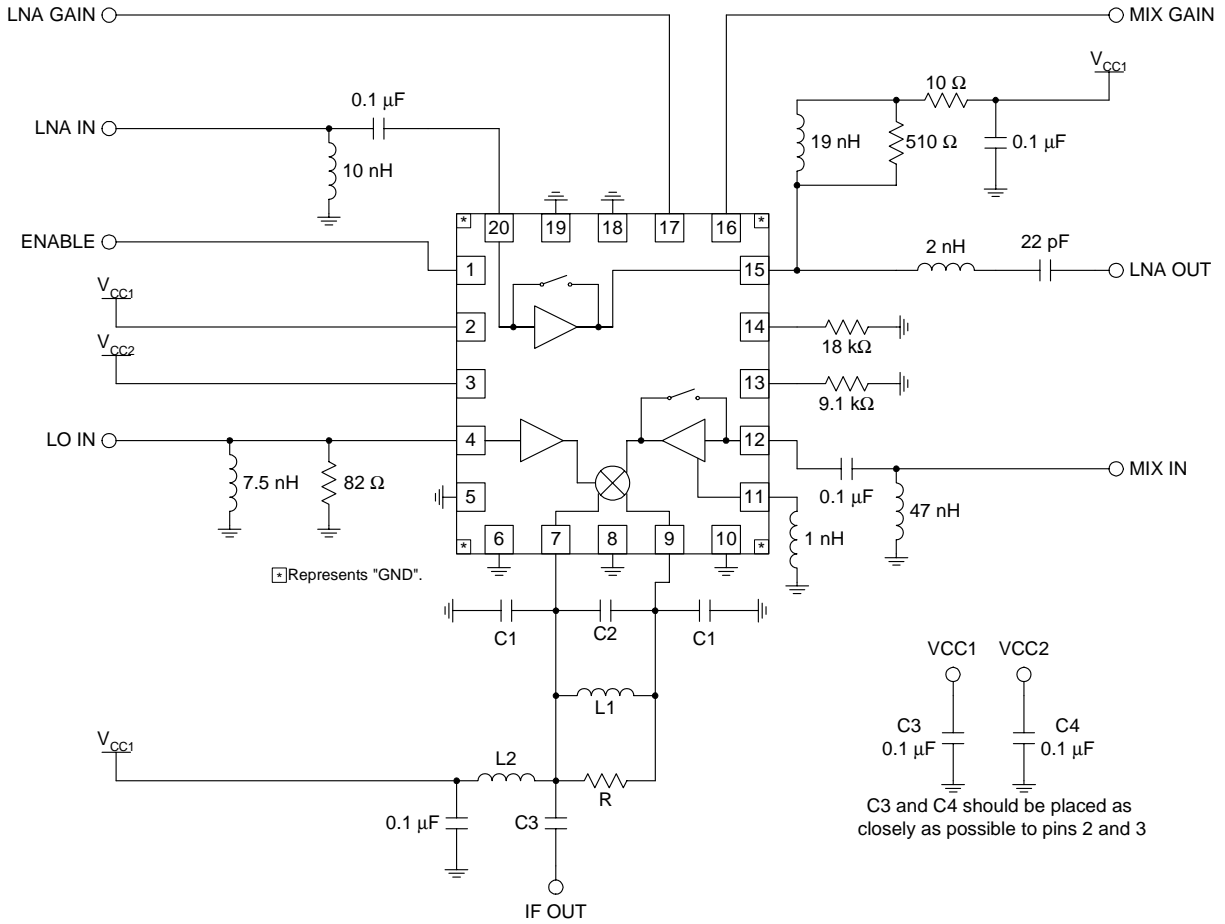 LNA GAIN
MIX GAIN
VCC1
10 Ω
0.1 μF
LNA IN
19 nH
510 Ω
0.1 μF
10 nH
* 20 19 18 17 16 *
ENABLE
2 nH
22 pF
1
15
LNA OUT
VCC1
2
14
18 kΩ
VCC2
3
13
9.1 kΩ
LO IN
4
12
MIX IN
7.5 nH
82 Ω
5
11
0.1 μF
47 nH
1 nH
* 6 7 8 9 10 *
*Represents "GND".
C1
C2
C1
VCC1
VCC2
L1
C3
0.1 μF
C4
0.1 μF
VCC1
L2
R
C3 and C4 should be placed as
closely as possible to pins 2 and 3
0.1 μF
C3
IF OUT